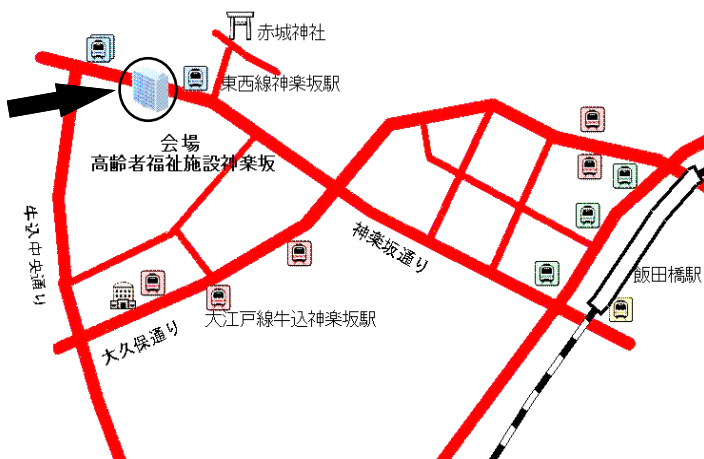 赤城神社
東西線神楽坂駅
会場
高齢者福祉施設神楽坂
牛込中央通り
神楽坂通り
飯田橋駅
大江戸線牛込神楽坂駅
大久保通り